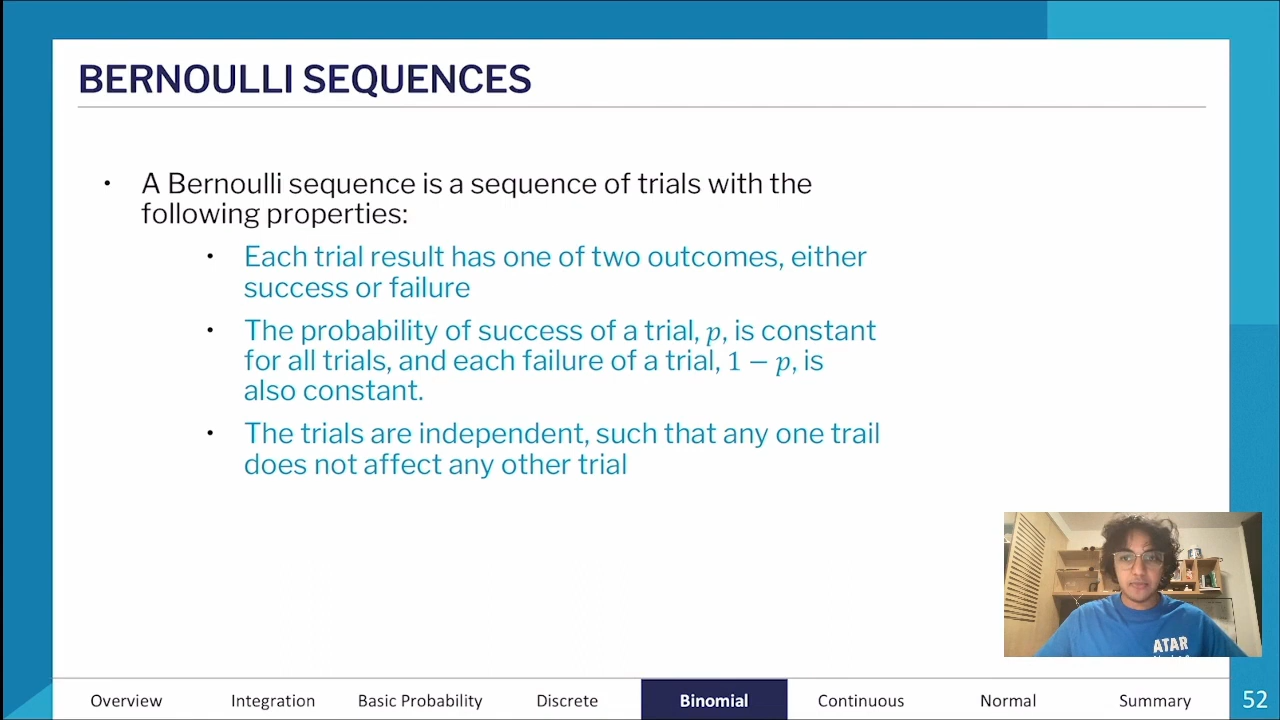 BERNOULLI SEQUENCES
• A Bernoulli sequence is a sequence of trials with the
following properties:
• Each trial result has one of two outcomes, either
success or failure
• The probability of success of a trial, p, is constant
for all trials, and each failure of a trial, 1 − p, is
also constant.
• The trials are independent, such that any one trail
does not affect any other trial
ATAR
Overview Integration Basic Probability Discrete Binomial Continuous Normal Summary 52